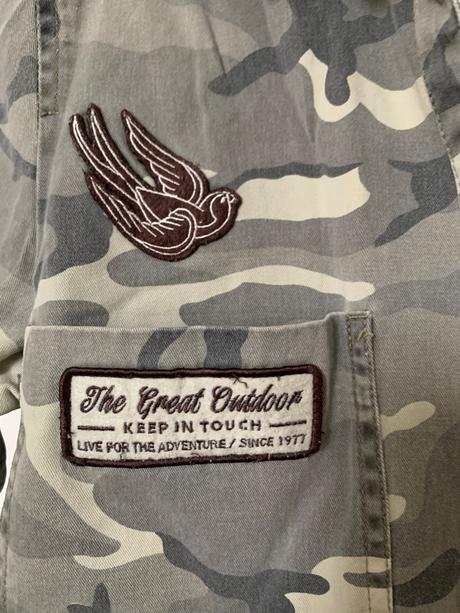 The Great Outdoor
KEEP IN TOUCH
LIVE FOR THE ADVENTURE / SINCE 1977